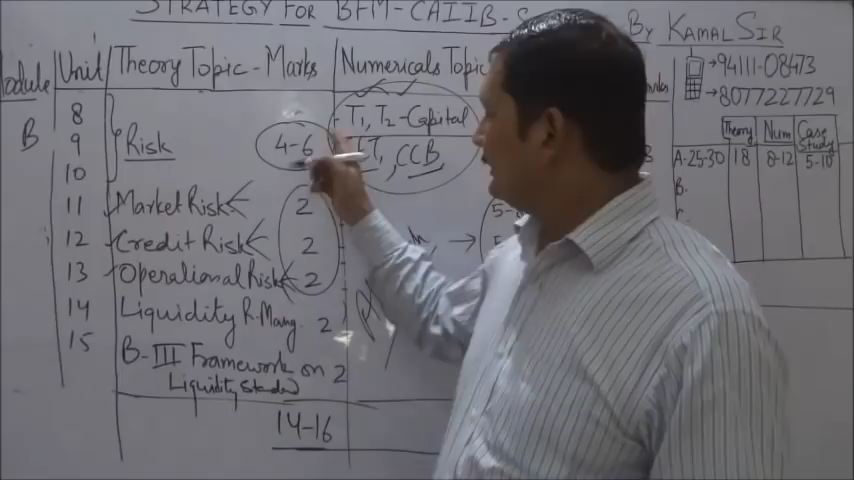 STRATEGY FOR BFM-CAIIB-S
BY KAMAL SIR
Module Unit Theory Topic - Marks Numericals Topic
→94111-08473
→8077227729
B
8
9 Risk 4-6
10
T1, T2-Capital
CCB
11 Market Risk 2
12 Credit Risk 2
13 Operational Risk 2
14 Liquidity R. Mang. 2
15 B-III Framework on
Liquidity Standard 2
14-16
Theory Num Case Study
A. 25-30 18 8-12 5-10
B.